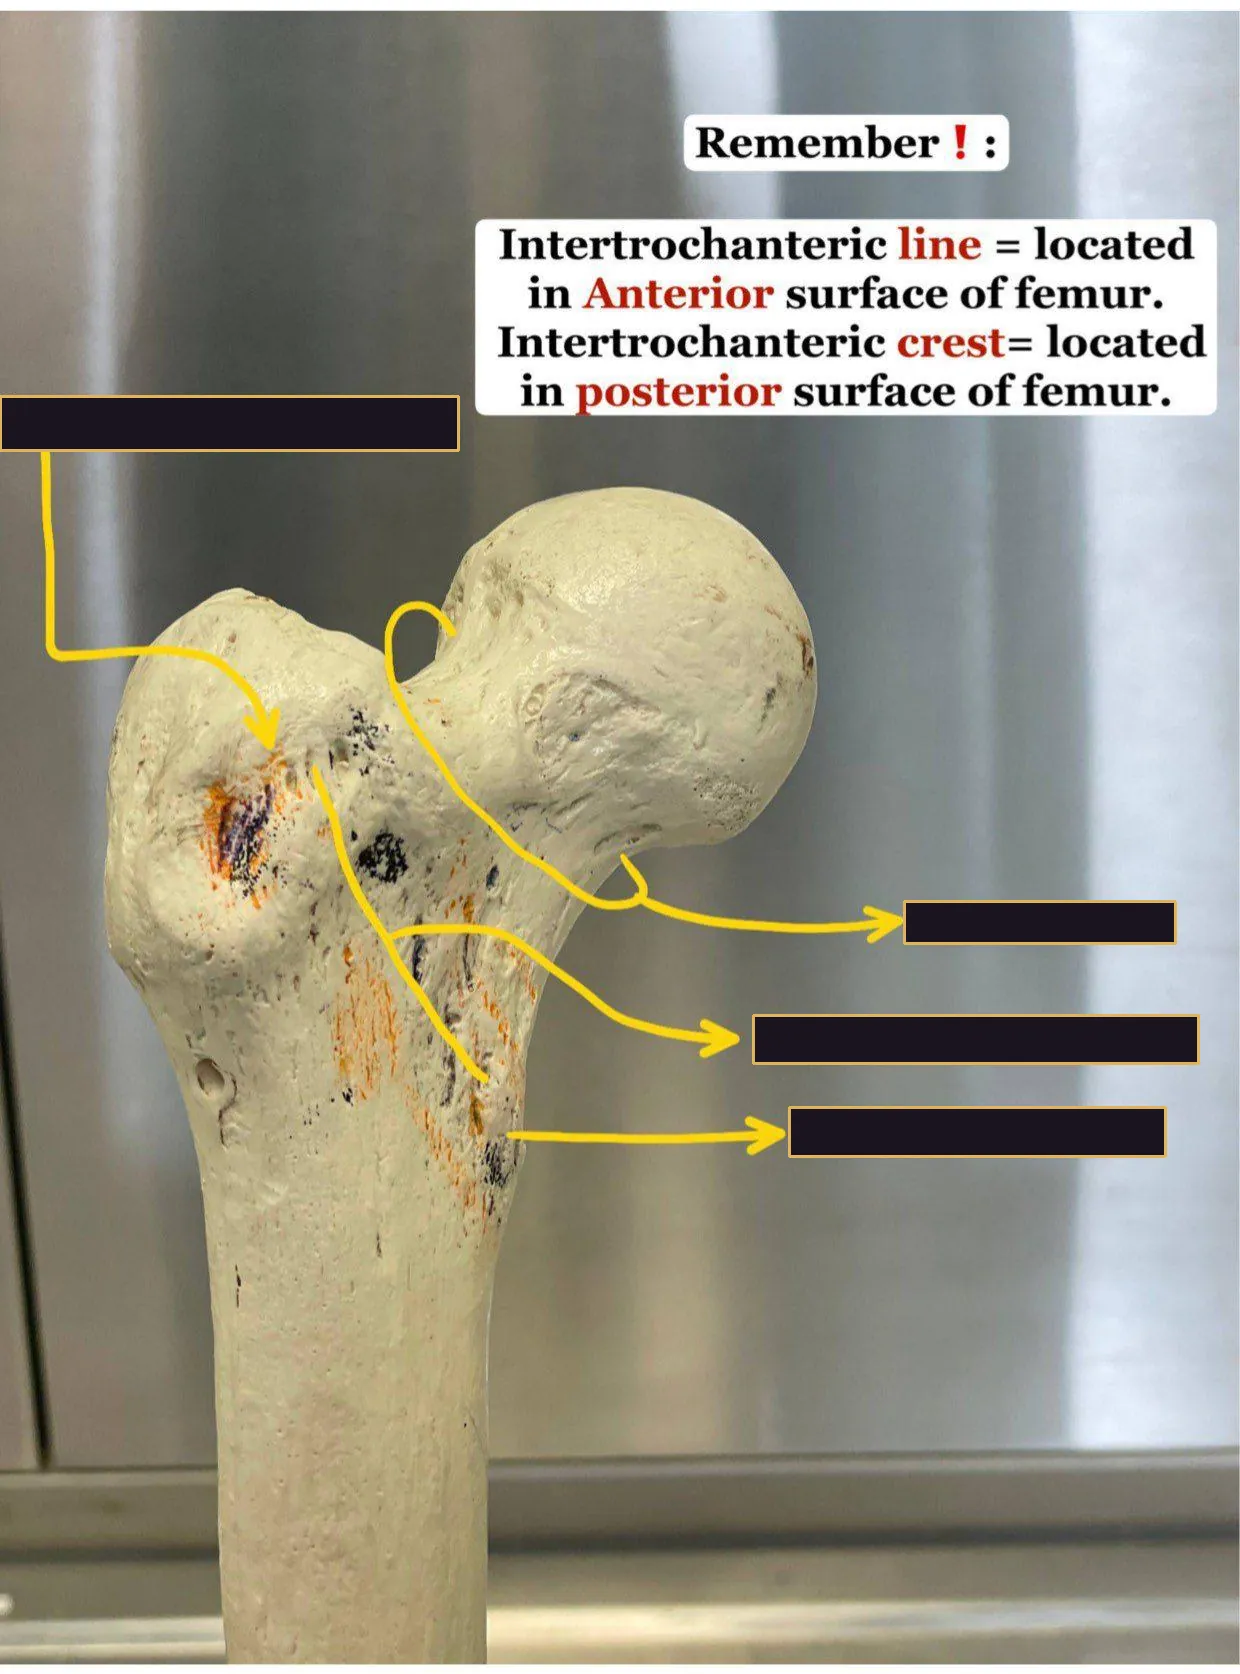 Remember ! :
Intertrochanteric line = located
in Anterior surface of femur.
Intertrochanteric crest= located
in posterior surface of femur.